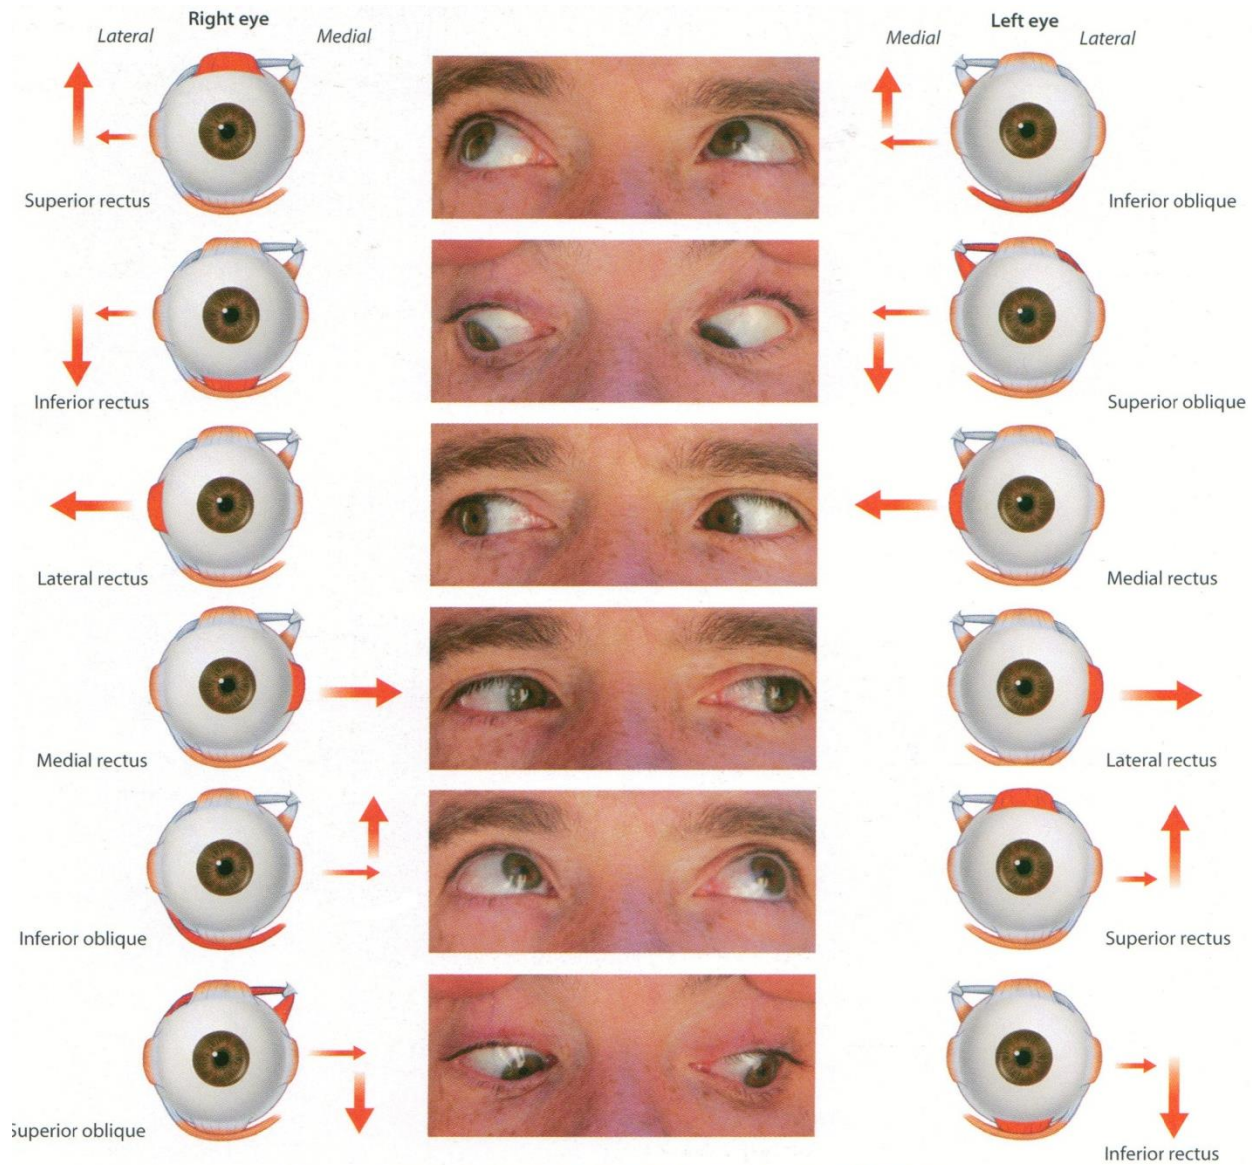 Right eye
Left eye
Lateral
Medial
Medial
Lateral
Superior rectus
Inferior oblique
Inferior rectus
Superior oblique
Lateral rectus
Medial rectus
Medial rectus
Lateral rectus
Inferior oblique
Superior rectus
Superior oblique
Inferior rectus